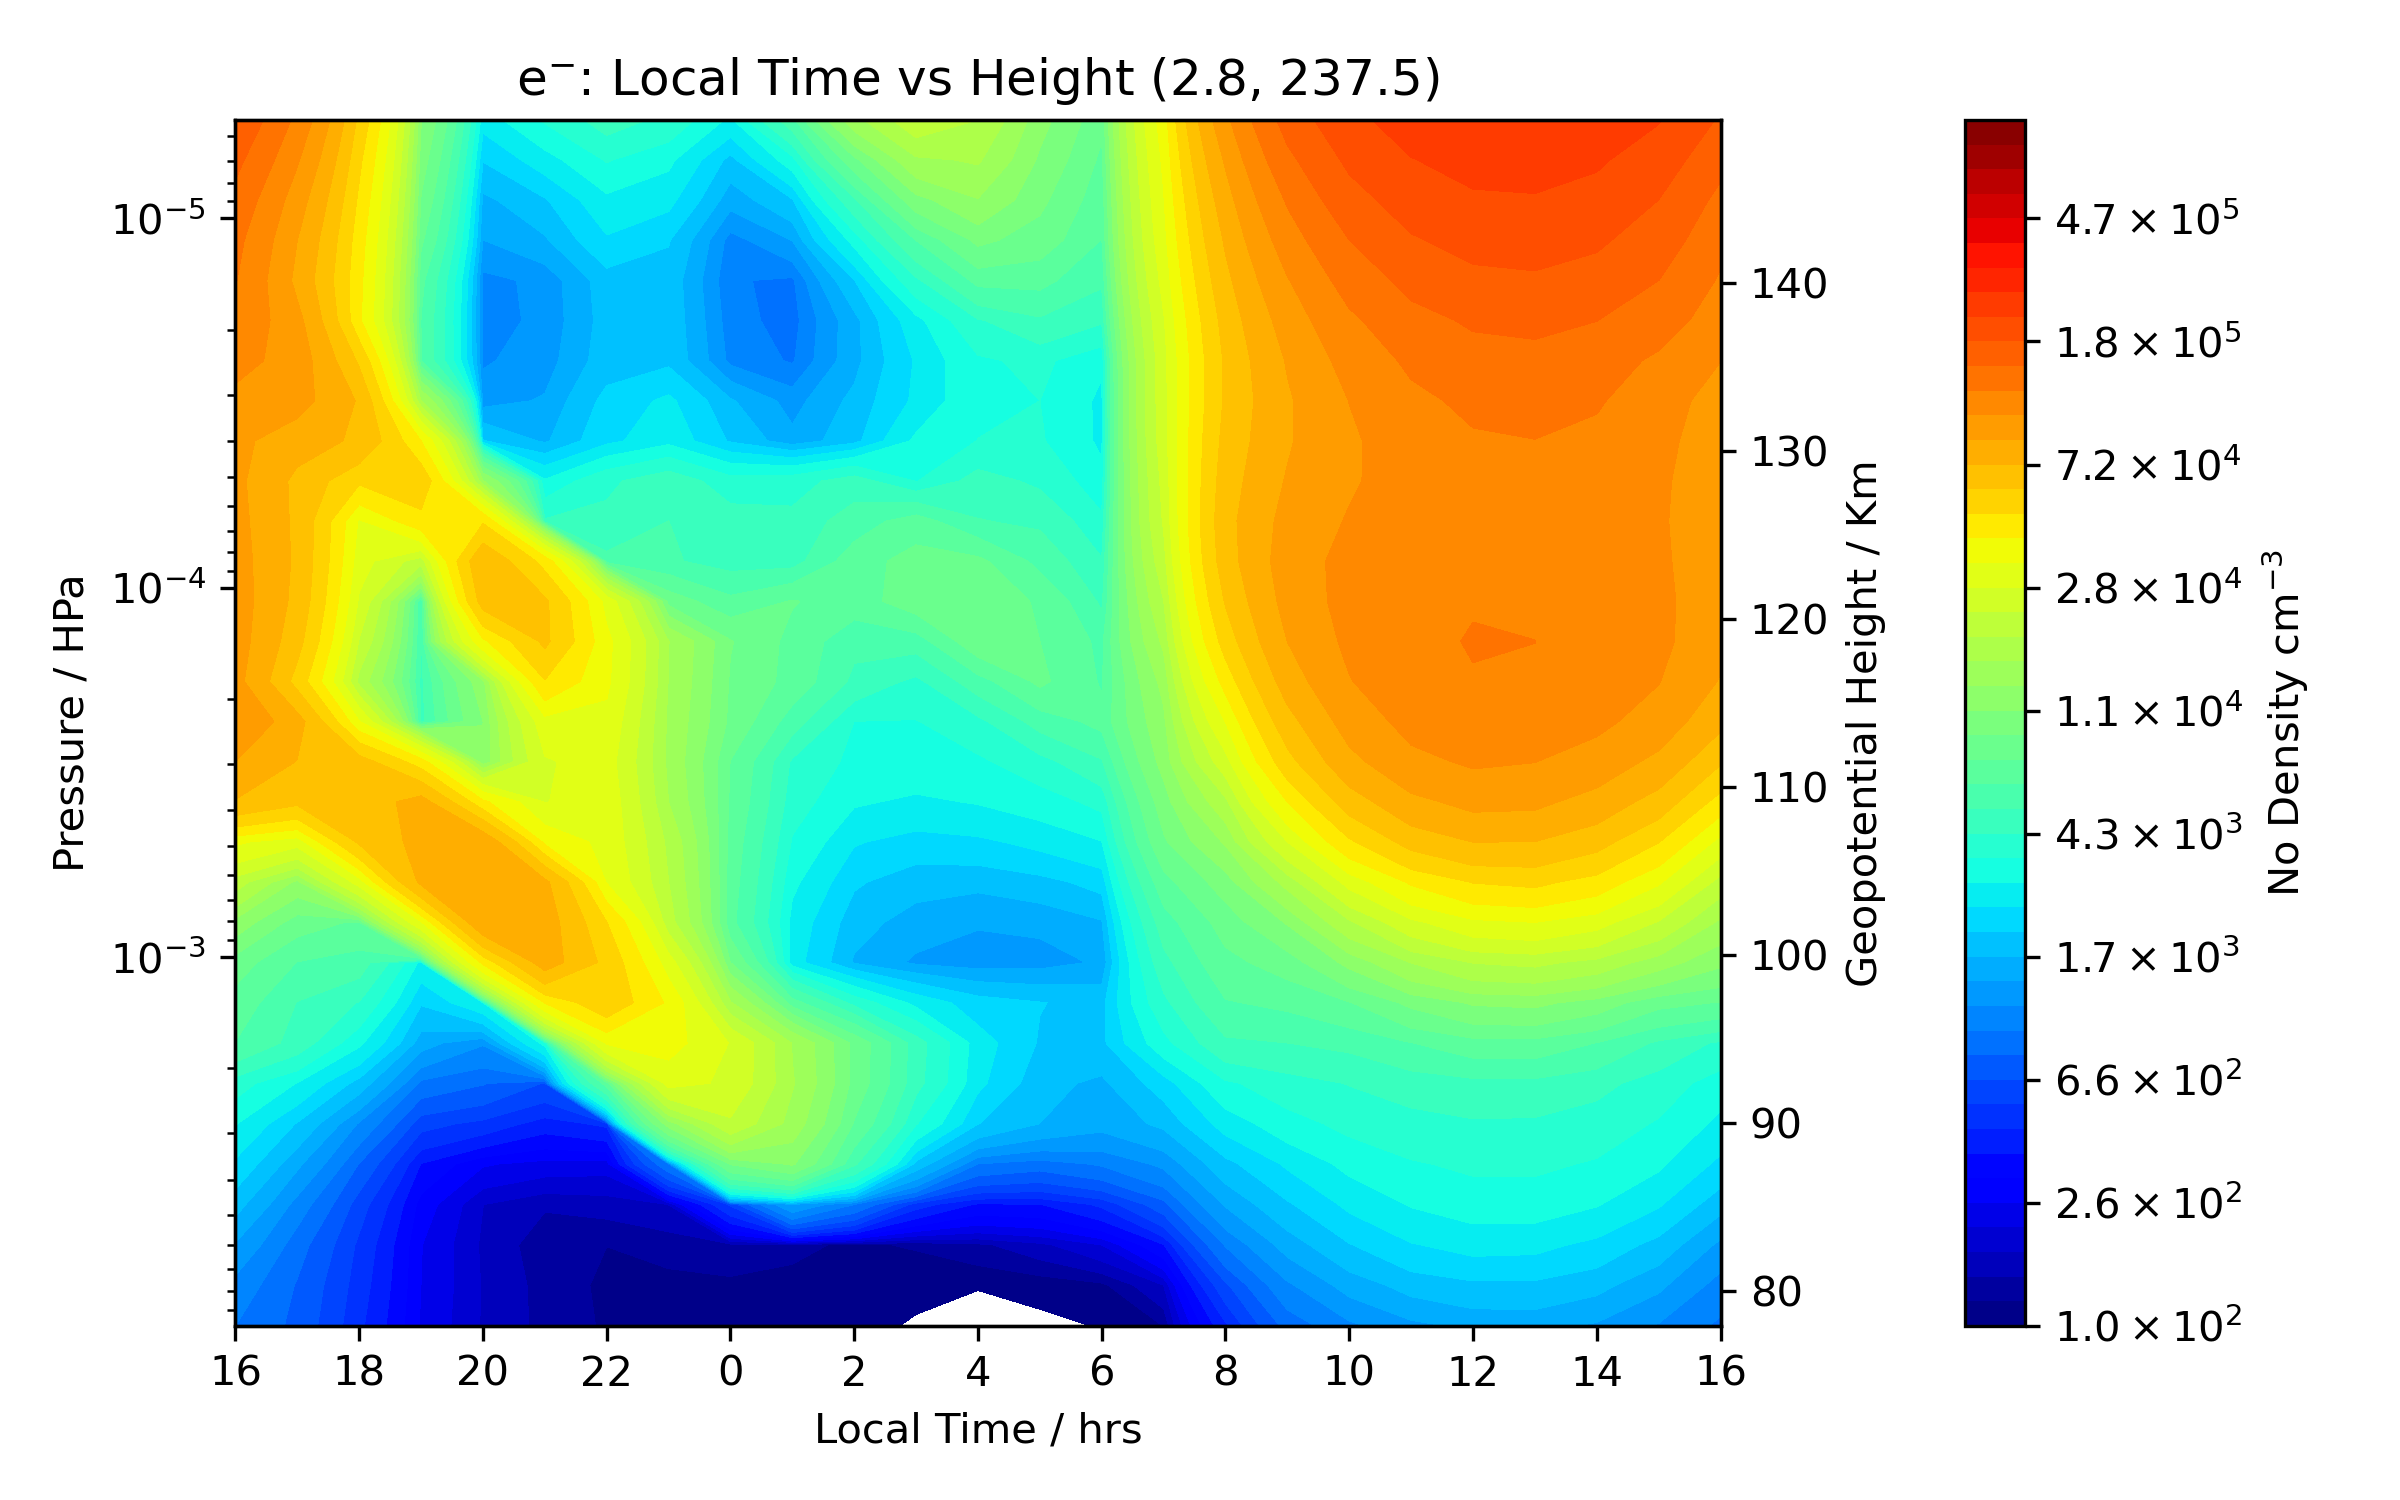 e⁻: Local Time vs Height (2.8, 237.5)
Pressure / HPa
10⁻⁵
10⁻⁴
10⁻³
16 18 20 22 0 2 4 6 8 10 12 14 16
Local Time / hrs
140
130
120
110
100
90
80
Geopotential Height / Km
4.7 × 10⁵
1.8 × 10⁵
7.2 × 10⁴
2.8 × 10⁴
1.1 × 10⁴
4.3 × 10³
1.7 × 10³
6.6 × 10²
2.6 × 10²
1.0 × 10²
No Density cm⁻³